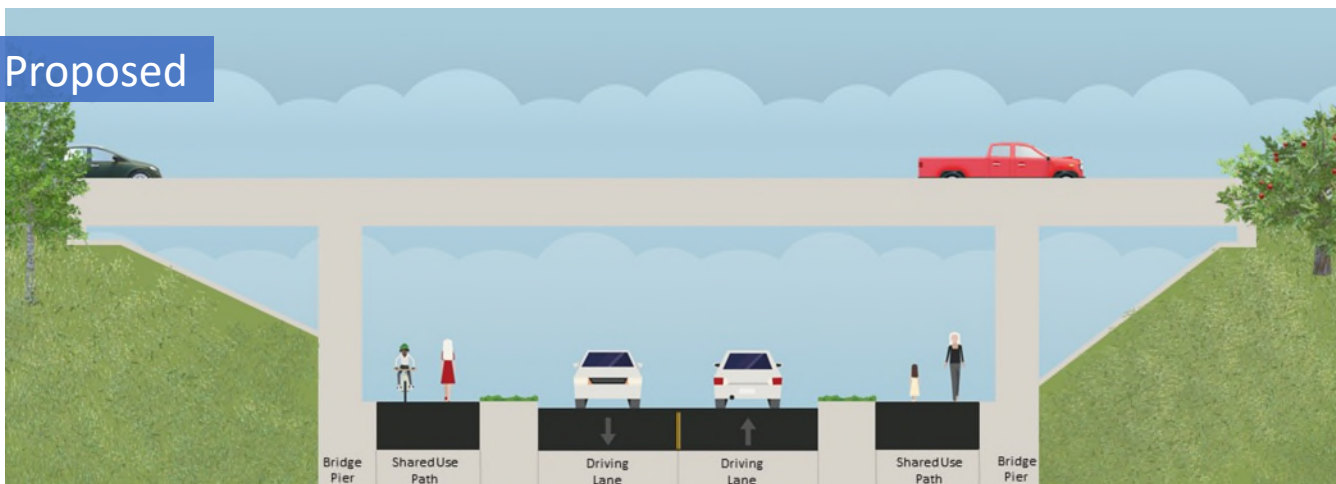 Proposed
Bridge
Pier
Shared Use
Path
Driving
Lane
Driving
Lane
Shared Use
Path
Bridge
Pier